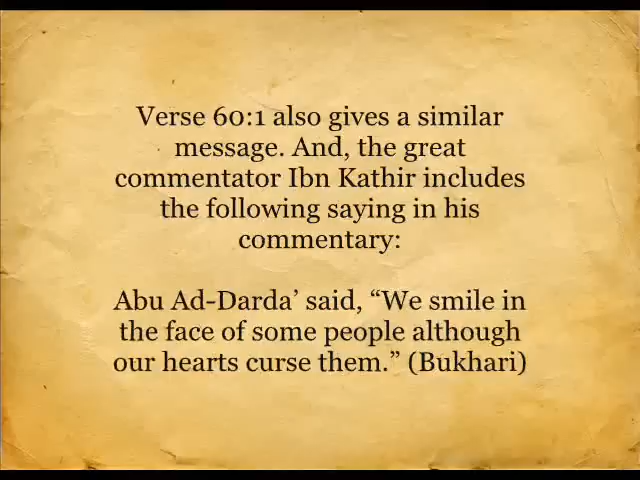 Verse 60:1 also gives a similar
message. And, the great
commentator Ibn Kathir includes
the following saying in his
commentary:
Abu Ad-Darda’ said, “We smile in
the face of some people although
our hearts curse them.” (Bukhari)